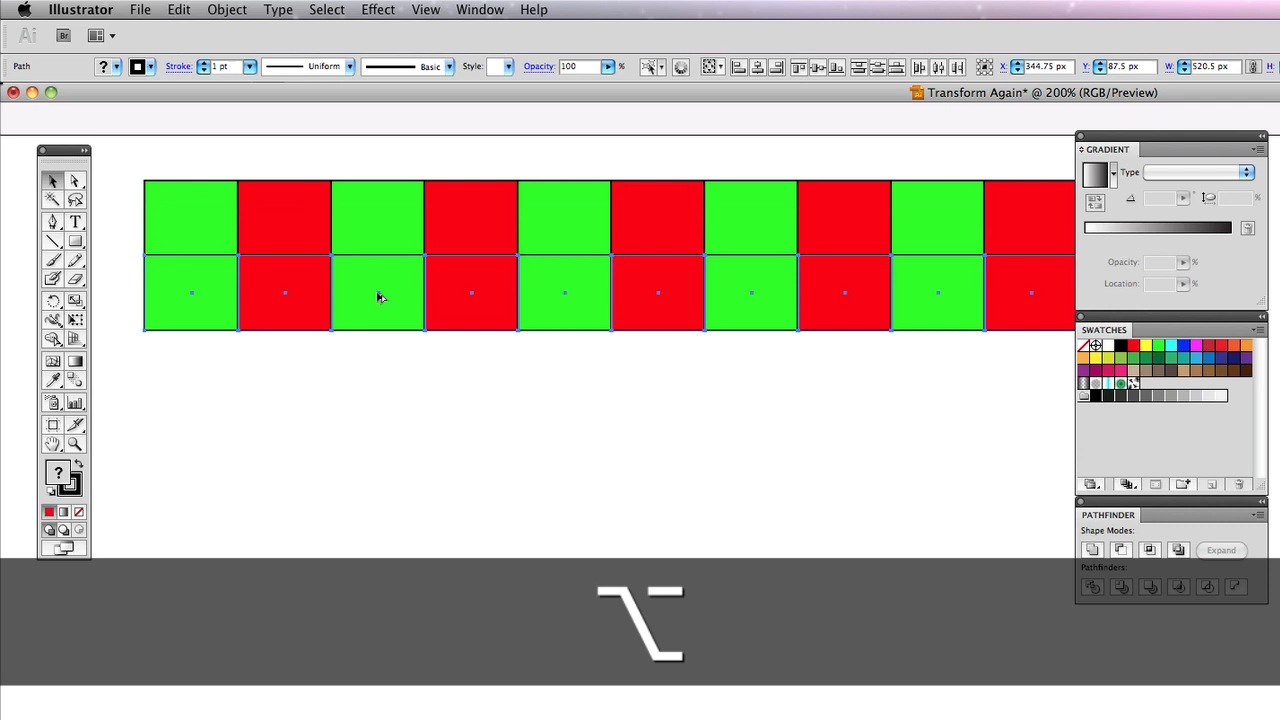 Illustrator File Edit Object Type Select Effect View Window Help
Ai Br
Path ? Stroke: 1 pt Uniform Basic Style: Opacity: 100 % X: 344.75 px Y: 87.5 px W: 520.5 px H:
Transform Again* @ 200% (RGB/Preview)
GRADIENT
Type
T
°
%
Opacity: %
Location: %
SWATCHES
?
PATHFINDER
Shape Modes:
Expand
Pathfinders:
⌥